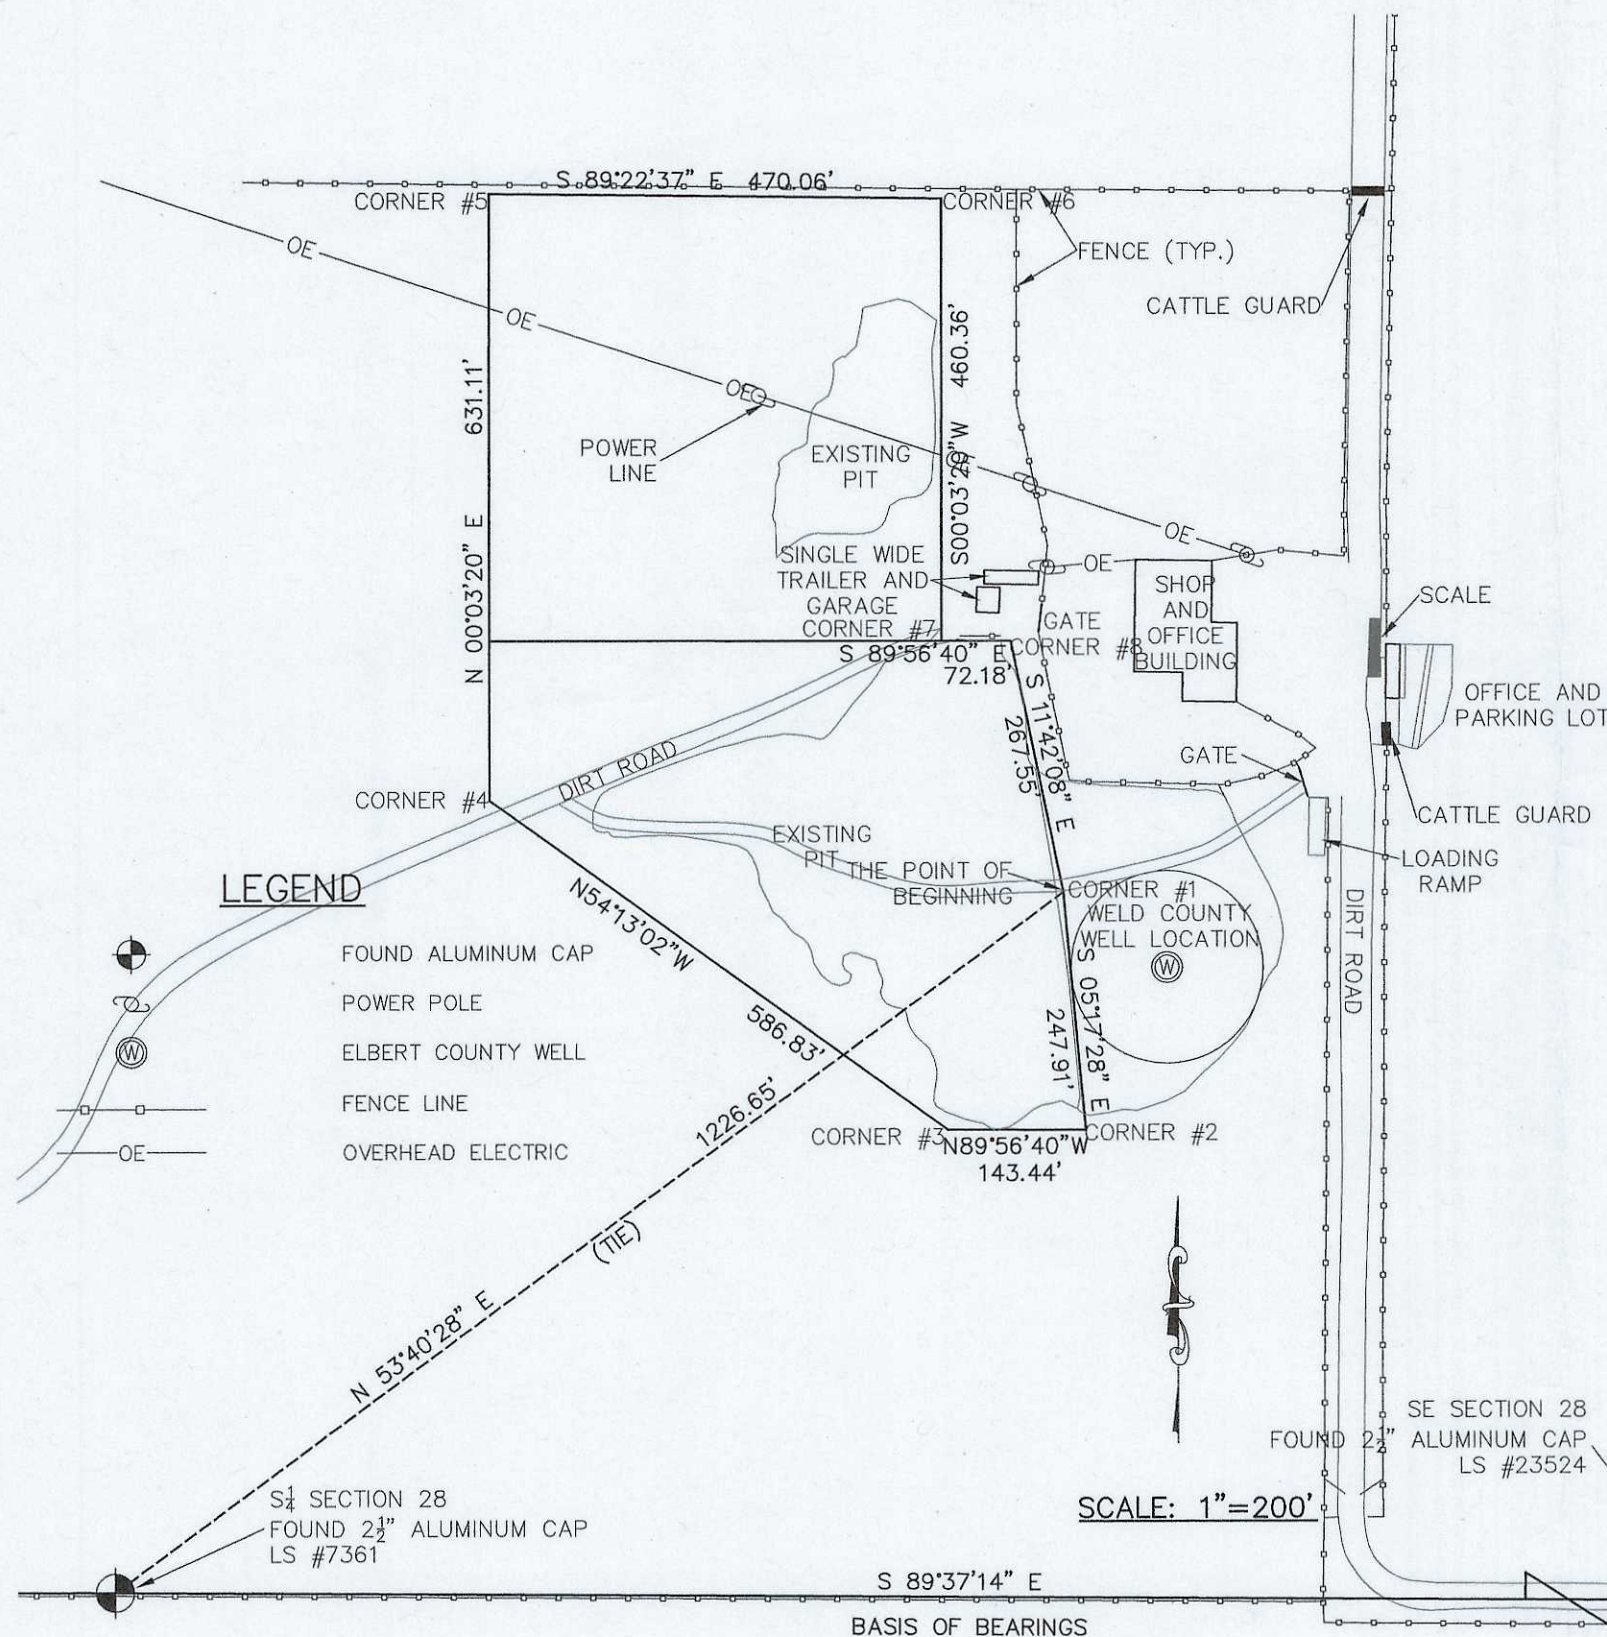 S 89°22'37" E 470.06'
CORNER #5
CORNER #6
FENCE (TYP.)
CATTLE GUARD
OE
OE
OE
631.11'
N 00°03'20" E
460.36'
S00°03'20"W
POWER
LINE
EXISTING
PIT
OE
OE
SINGLE WIDE
TRAILER AND
GARAGE
CORNER #7
GATE
CORNER #8
SHOP
AND
OFFICE
BUILDING
SCALE
S 89°56'40" E
72.18'
OFFICE AND
PARKING LOT
S 11°42'08" E
267.55'
GATE
DIRT ROAD
CORNER #4
CATTLE GUARD
EXISTING
PIT
THE POINT OF
BEGINNING
LOADING
RAMP
CORNER #1
WELD COUNTY
WELL LOCATION
W
DIRT ROAD
LEGEND
FOUND ALUMINUM CAP
POWER POLE
W
ELBERT COUNTY WELL
FENCE LINE
OE
OVERHEAD ELECTRIC
N54°13'02"W
586.83'
S 05°17'28" E
247.91'
1226.65'
CORNER #3
CORNER #2
N89°56'40"W
143.44'
(TIE)
N 53°40'28" E
SE SECTION 28
FOUND 2½" ALUMINUM CAP
LS #23524
S¼ SECTION 28
FOUND 2½" ALUMINUM CAP
LS #7361
SCALE: 1"=200'
S 89°37'14" E
BASIS OF BEARINGS